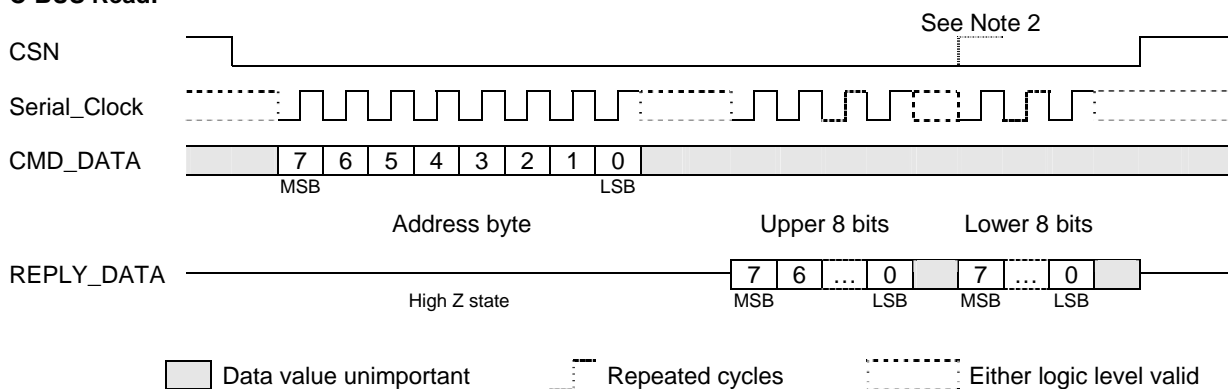 C-BUS Read:
See Note 2
CSN
Serial_Clock
CMD_DATA
7 6 5 4 3 2 1 0
MSB LSB
Address byte Upper 8 bits Lower 8 bits
REPLY_DATA
7 6 … 0 7 … 0
High Z state
MSB LSB MSB LSB
Data value unimportant Repeated cycles Either logic level valid